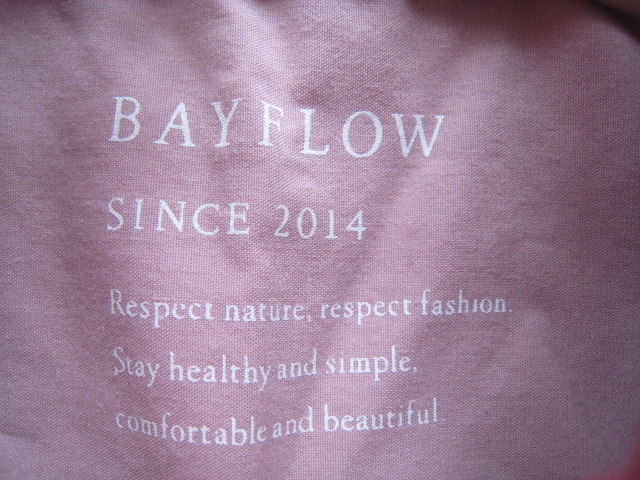 BAYFLOW
SINCE 2014
Respect nature, respect fashion.
Stay healthy and simple,
comfortable and beautiful.